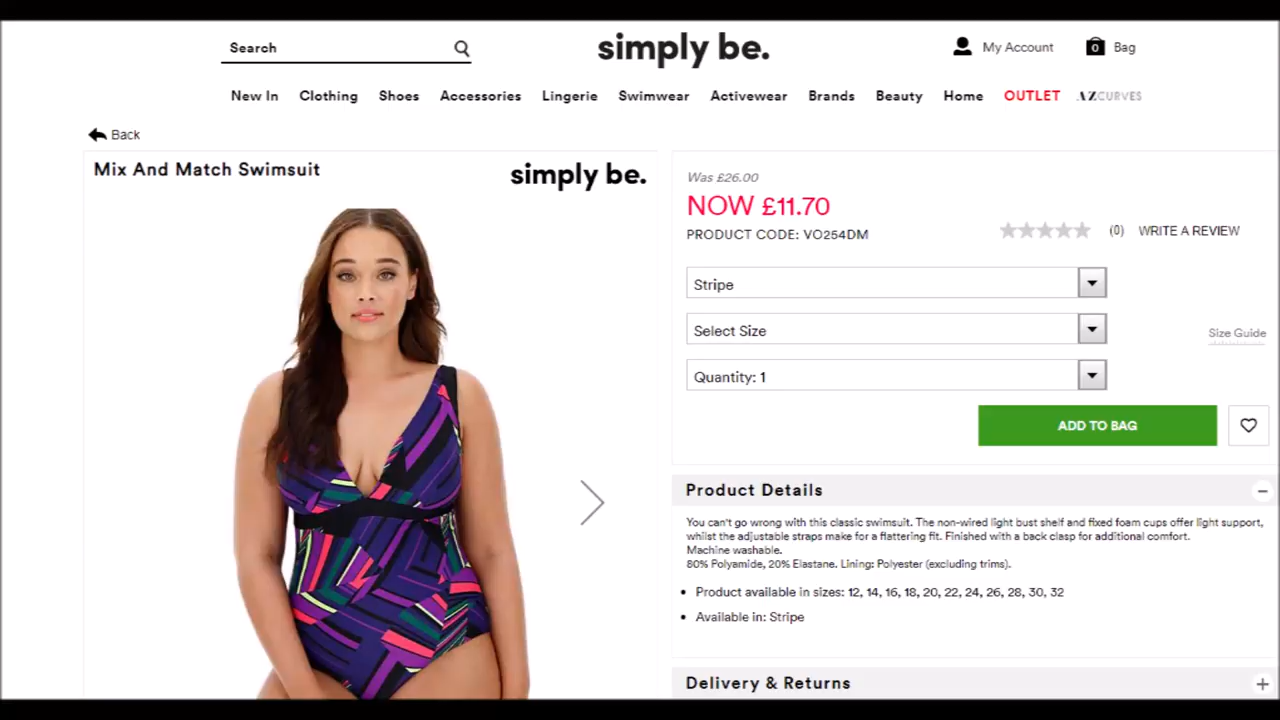 Search
simply be.
My Account
0
Bag
New In Clothing Shoes Accessories Lingerie Swimwear Activewear Brands Beauty Home OUTLET AZCURVES
Back
Mix And Match Swimsuit
simply be.
Was £26.00
NOW £11.70
PRODUCT CODE: VO254DM
(0) WRITE A REVIEW
Stripe
Select Size
Size Guide
Quantity: 1
ADD TO BAG
Product Details
You can't go wrong with this classic swimsuit. The non-wired light bust shelf and fixed foam cups offer light support,
whilst the adjustable straps make for a flattering fit. Finished with a back clasp for additional comfort.
Machine washable.
80% Polyamide, 20% Elastane. Lining: Polyester (excluding trims).
• Product available in sizes: 12, 14, 16, 18, 20, 22, 24, 26, 28, 30, 32
• Available in: Stripe
Delivery & Returns